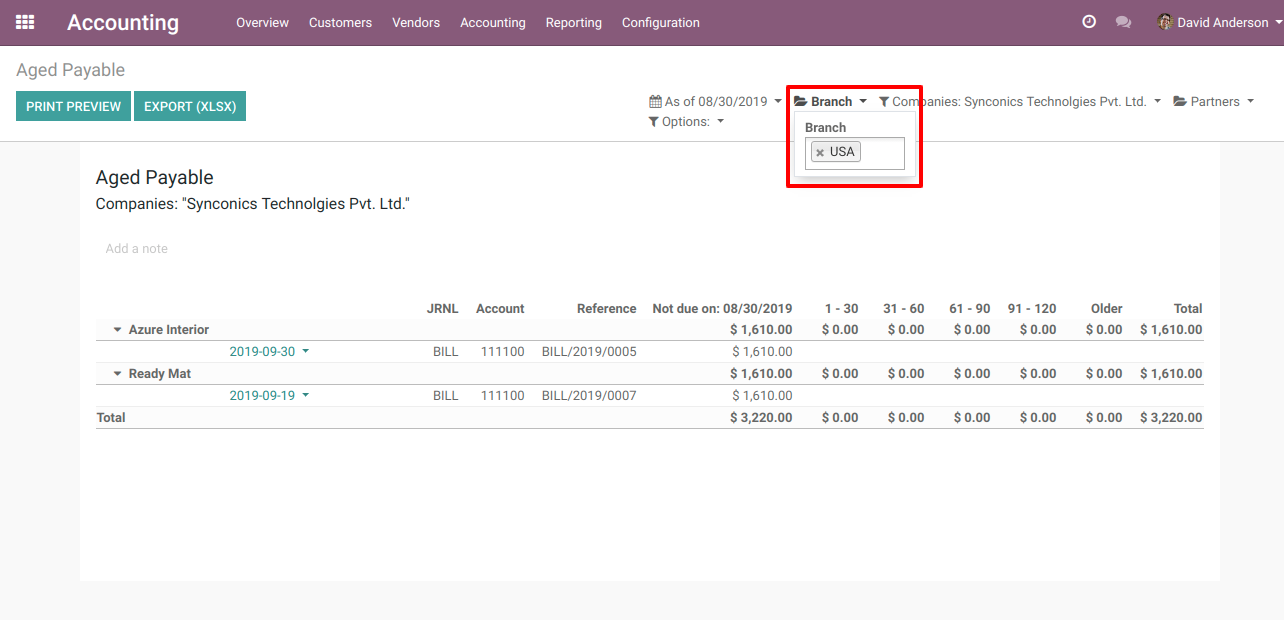 Accounting Overview Customers Vendors Accounting Reporting Configuration David Anderson
Aged Payable
PRINT PREVIEW EXPORT (XLSX)
As of 08/30/2019 Branch Companies: Synconics Technolgies Pvt. Ltd. Partners
Options:
Branch
USA
Aged Payable
Companies: "Synconics Technolgies Pvt. Ltd."
Add a note
JRNL Account Reference Not due on: 08/30/2019 1 - 30 31 - 60 61 - 90 91 - 120 Older Total
Azure Interior $ 1,610.00 $ 0.00 $ 0.00 $ 0.00 $ 0.00 $ 0.00 $ 1,610.00
2019-09-30 BILL 111100 BILL/2019/0005 $ 1,610.00
Ready Mat $ 1,610.00 $ 0.00 $ 0.00 $ 0.00 $ 0.00 $ 0.00 $ 1,610.00
2019-09-19 BILL 111100 BILL/2019/0007 $ 1,610.00
Total $ 3,220.00 $ 0.00 $ 0.00 $ 0.00 $ 0.00 $ 0.00 $ 3,220.00